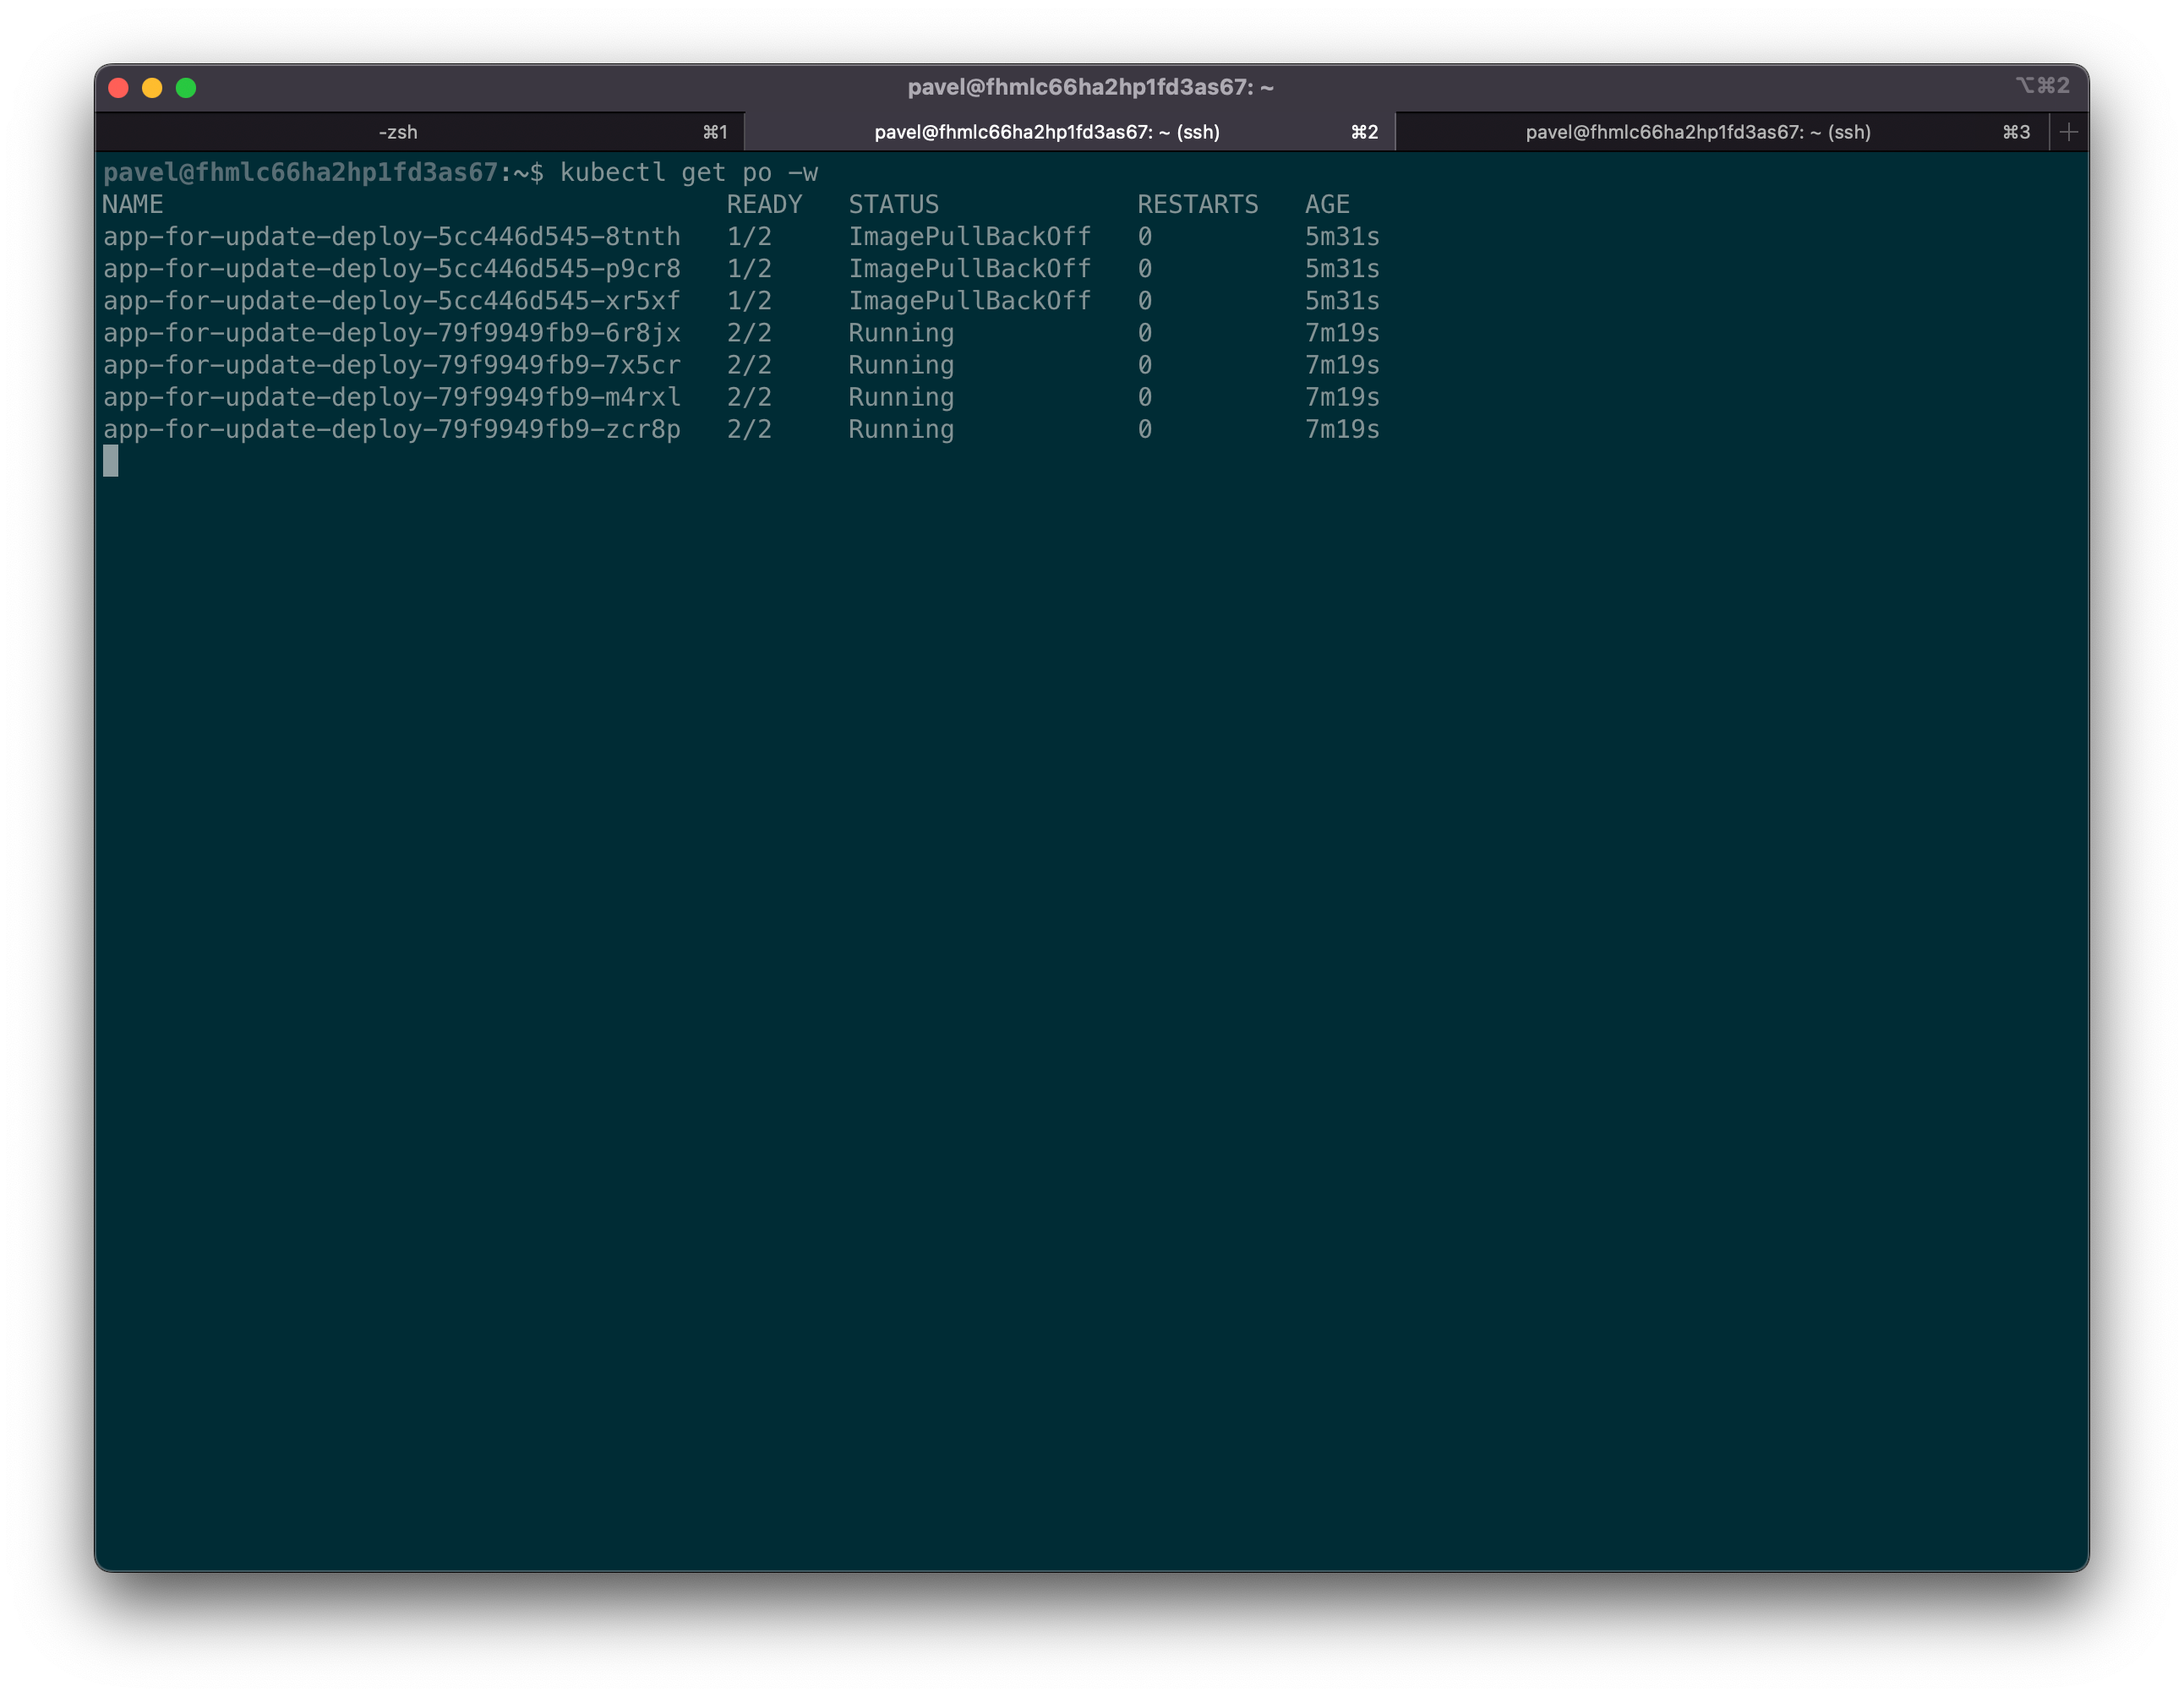 pavel@fhmlc66ha2hp1fd3as67: ~ ⌥⌘2
-zsh ⌘1 pavel@fhmlc66ha2hp1fd3as67: ~ (ssh) ⌘2 pavel@fhmlc66ha2hp1fd3as67: ~ (ssh) ⌘3 +
pavel@fhmlc66ha2hp1fd3as67:~$ kubectl get po -w
NAME READY STATUS RESTARTS AGE
app-for-update-deploy-5cc446d545-8tnth 1/2 ImagePullBackOff 0 5m31s
app-for-update-deploy-5cc446d545-p9cr8 1/2 ImagePullBackOff 0 5m31s
app-for-update-deploy-5cc446d545-xr5xf 1/2 ImagePullBackOff 0 5m31s
app-for-update-deploy-79f9949fb9-6r8jx 2/2 Running 0 7m19s
app-for-update-deploy-79f9949fb9-7x5cr 2/2 Running 0 7m19s
app-for-update-deploy-79f9949fb9-m4rxl 2/2 Running 0 7m19s
app-for-update-deploy-79f9949fb9-zcr8p 2/2 Running 0 7m19s